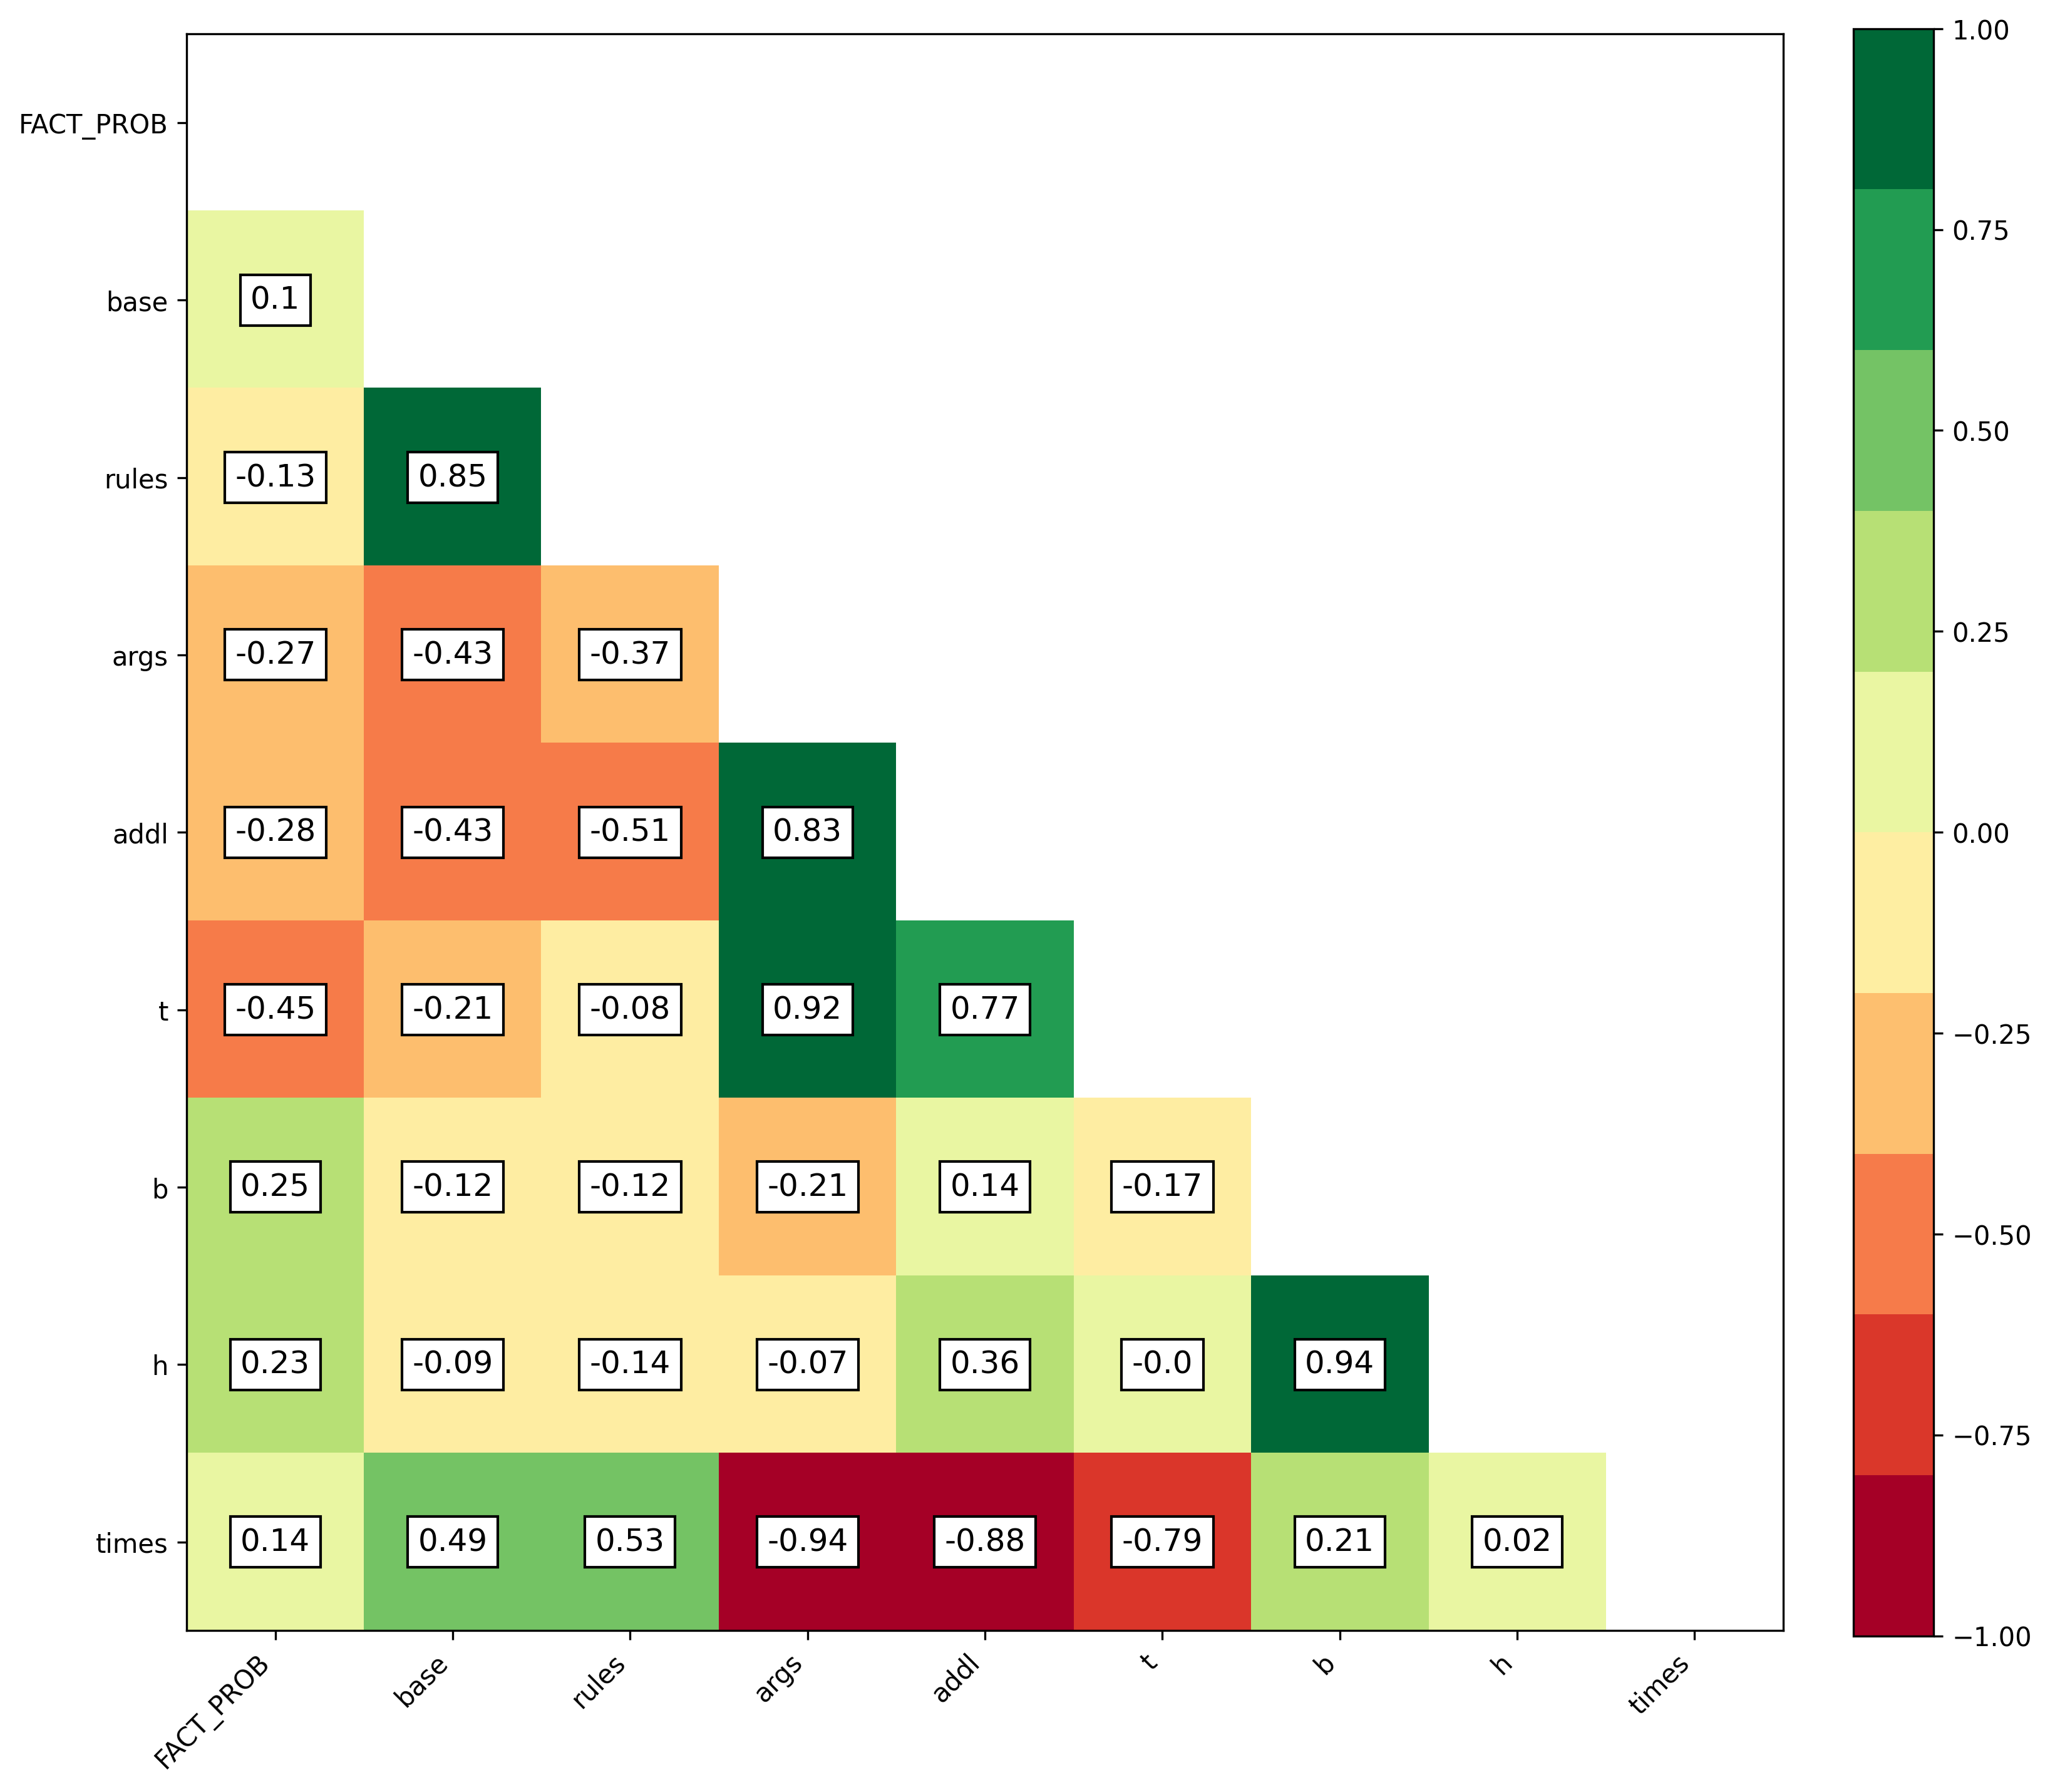 1.00
FACT_PROB
0.75
base 0.1
0.50
rules -0.13 0.85
0.25
args -0.27 -0.43 -0.37
addl -0.28 -0.43 -0.51 0.83
0.00
t -0.45 -0.21 -0.08 0.92 0.77
−0.25
b 0.25 -0.12 -0.12 -0.21 0.14 -0.17
−0.50
h 0.23 -0.09 -0.14 -0.07 0.36 -0.0 0.94
−0.75
times 0.14 0.49 0.53 -0.94 -0.88 -0.79 0.21 0.02
−1.00
FACT_PROB base rules args addl t b h times